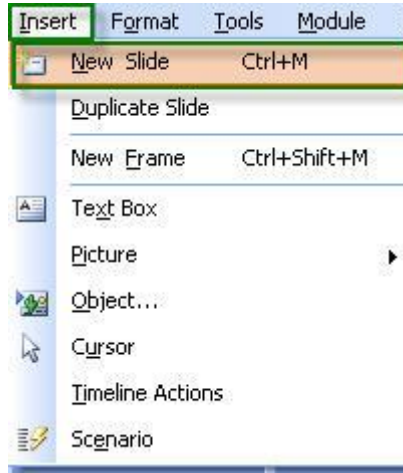 Insert Format Tools Module
New Slide Ctrl+M
Duplicate Slide
New Frame Ctrl+Shift+M
Text Box
Picture
Object...
Cursor
Timeline Actions
Scenario